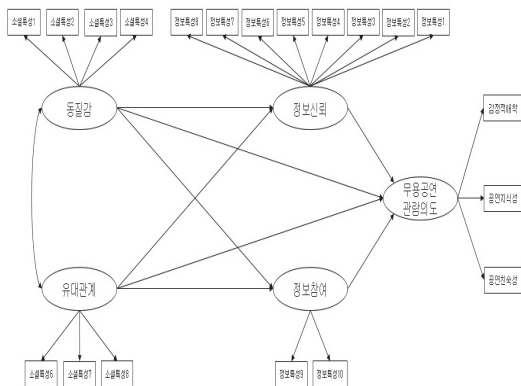 소셜특성1
소셜특성2
소셜특성3
소셜특성4
정보특성8
정보특성7
정보특성6
정보특성5
정보특성4
정보특성3
정보특성2
정보특성1
동질감
정보신뢰
감정적애착
무용공연
관람의도
공연지식성
유대관계
정보참여
공연친숙성
소셜특성6
소셜특성7
소셜특성8
정보특성9
정보특성10